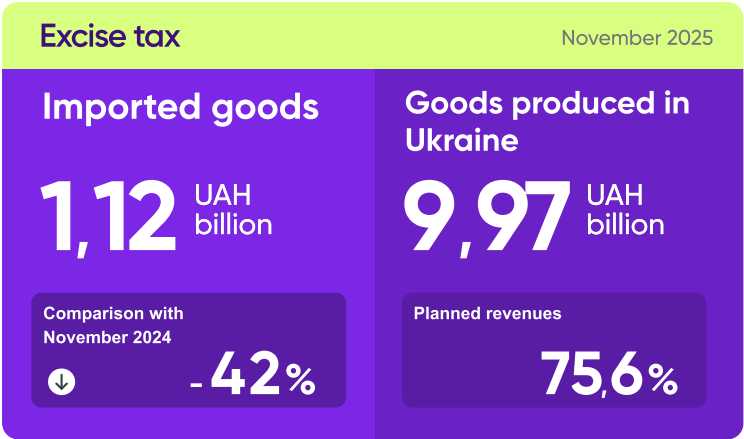 Excise tax
November 2025
Imported goods
1,12
UAH
billion
Comparison with
November 2024
- 42%
Goods produced in
Ukraine
9,97
UAH
billion
Planned revenues
75,6%